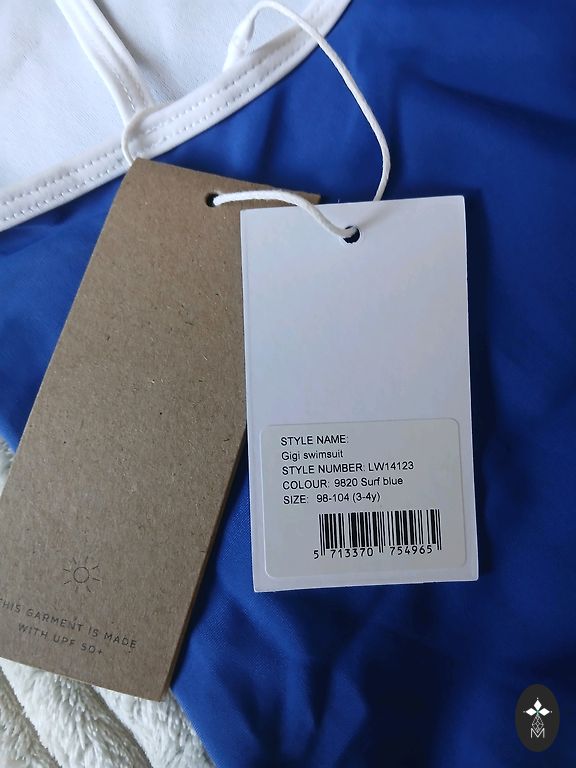 STYLE NAME:
Gigi swimsuit
STYLE NUMBER: LW14123
COLOUR: 9820 Surf blue
SIZE: 98-104 (3-4y)
5 713370 754965
THIS GARMENT IS MADE
WITH UPF 50+
M